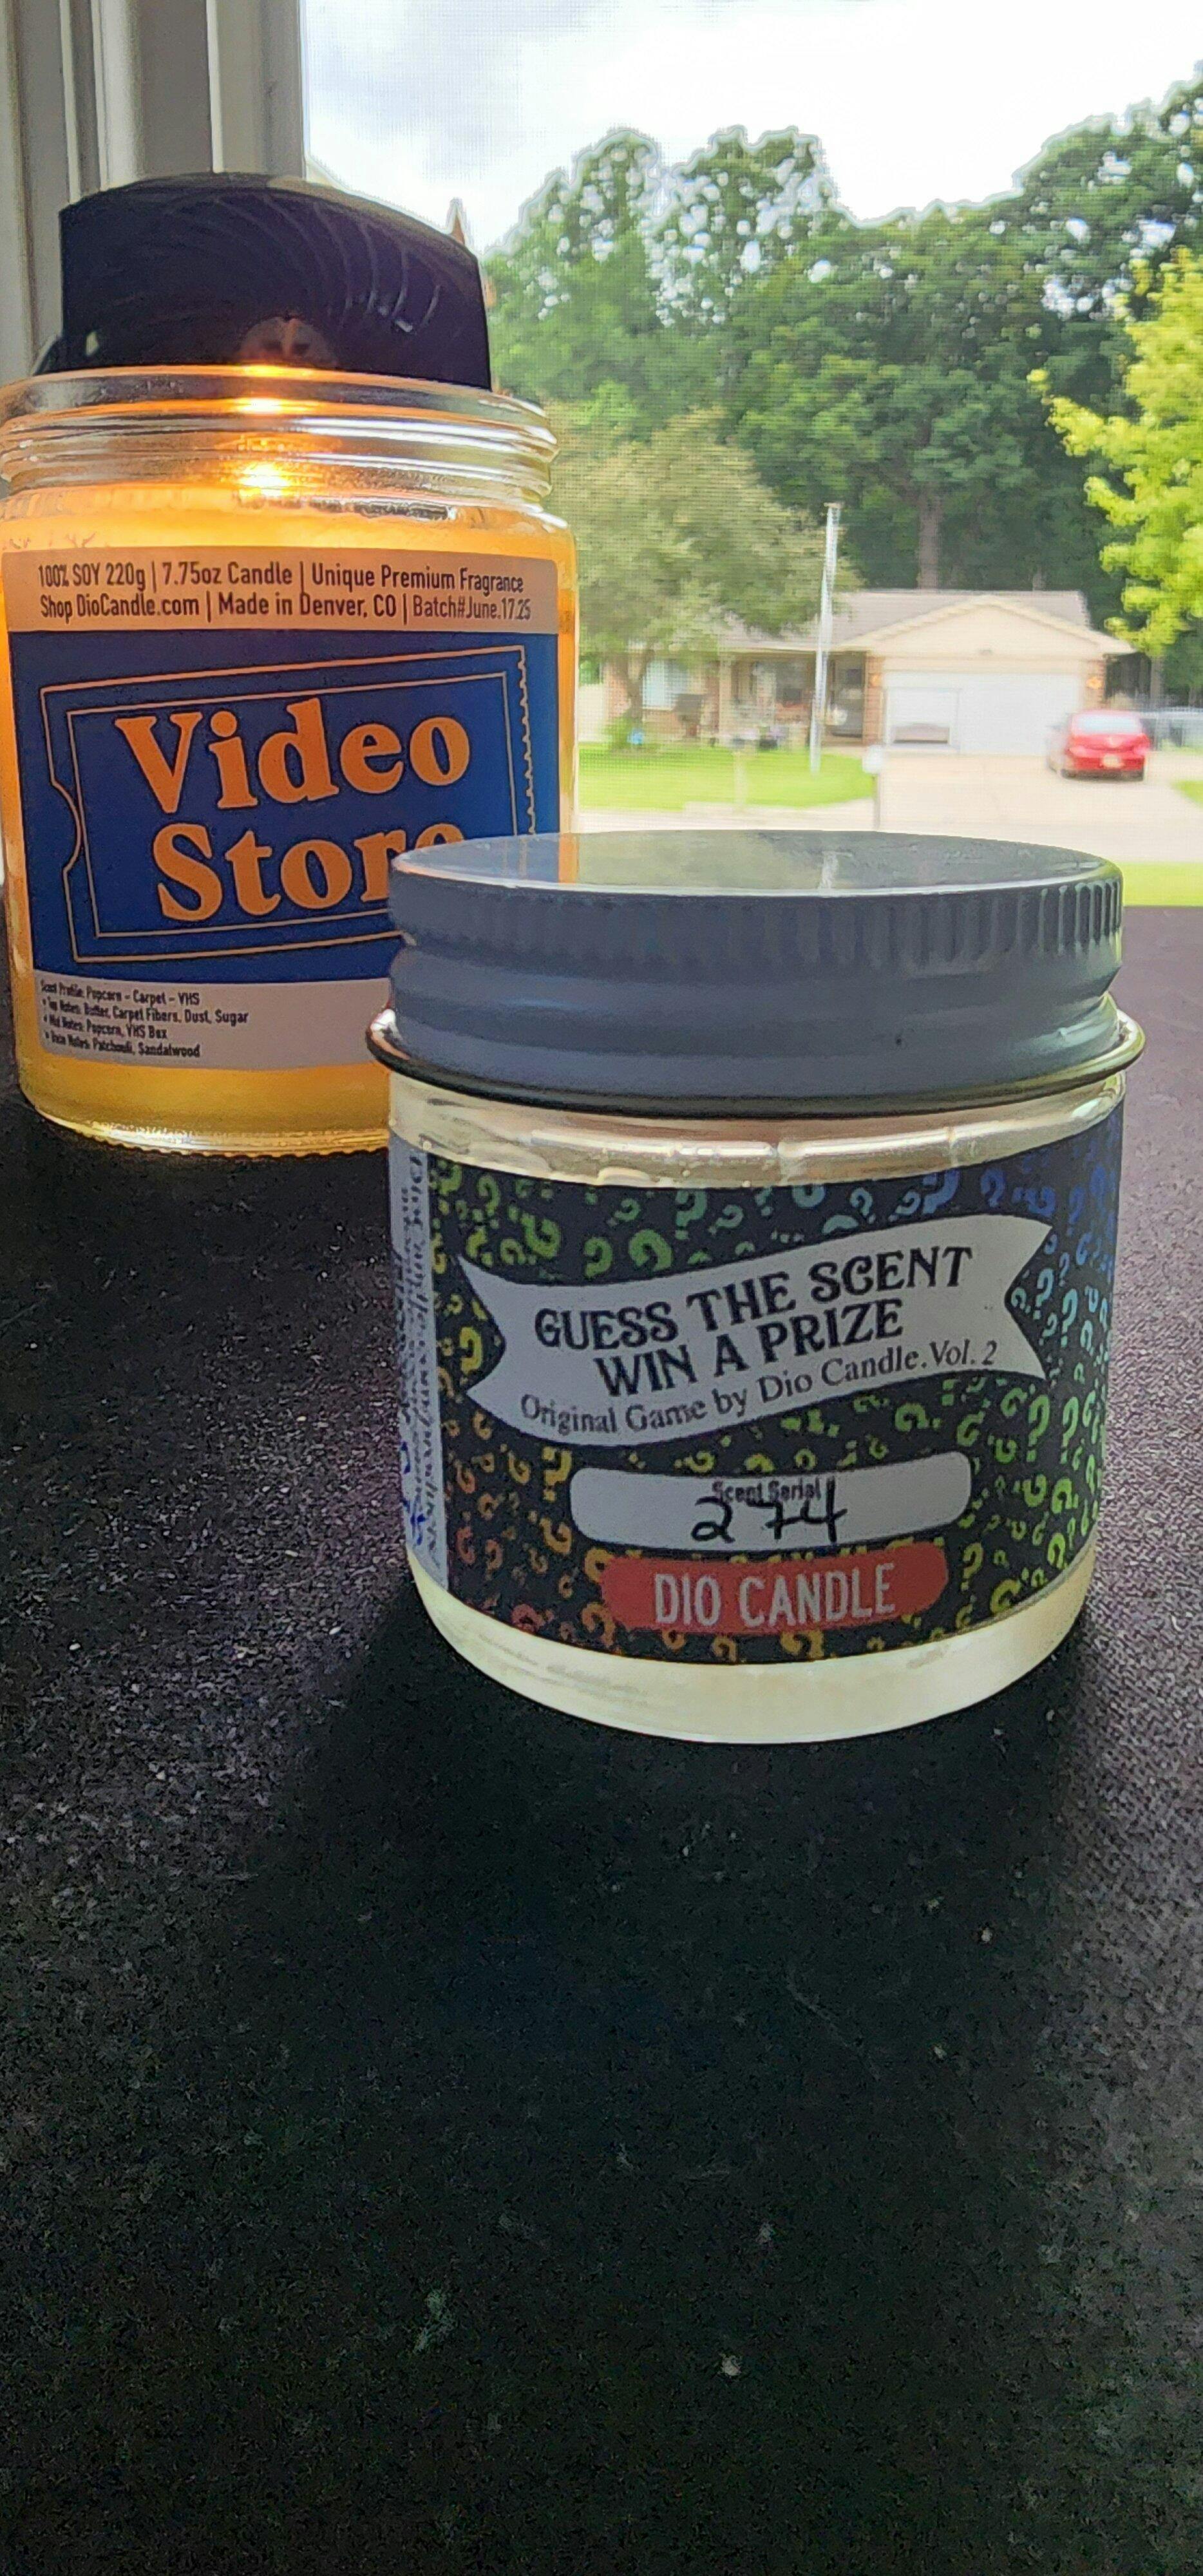 100% SOY 220g | 7.75oz Candle | Unique Premium Fragrance
Shop DioCandle.com | Made in Denver, CO | Batch#June.17.25
Video
Store
Scent Profile: Popcorn - Carpet - VHS
• Top Notes: Butter, Carpet Fibers, Dust, Sugar
• Mid Notes: Popcorn, VHS Box
• Base Notes: Patchouli, Sandalwood
GUESS THE SCENT
WIN A PRIZE
Original Game by Dio Candle. Vol. 2
Scent Serial
274
DIO CANDLE